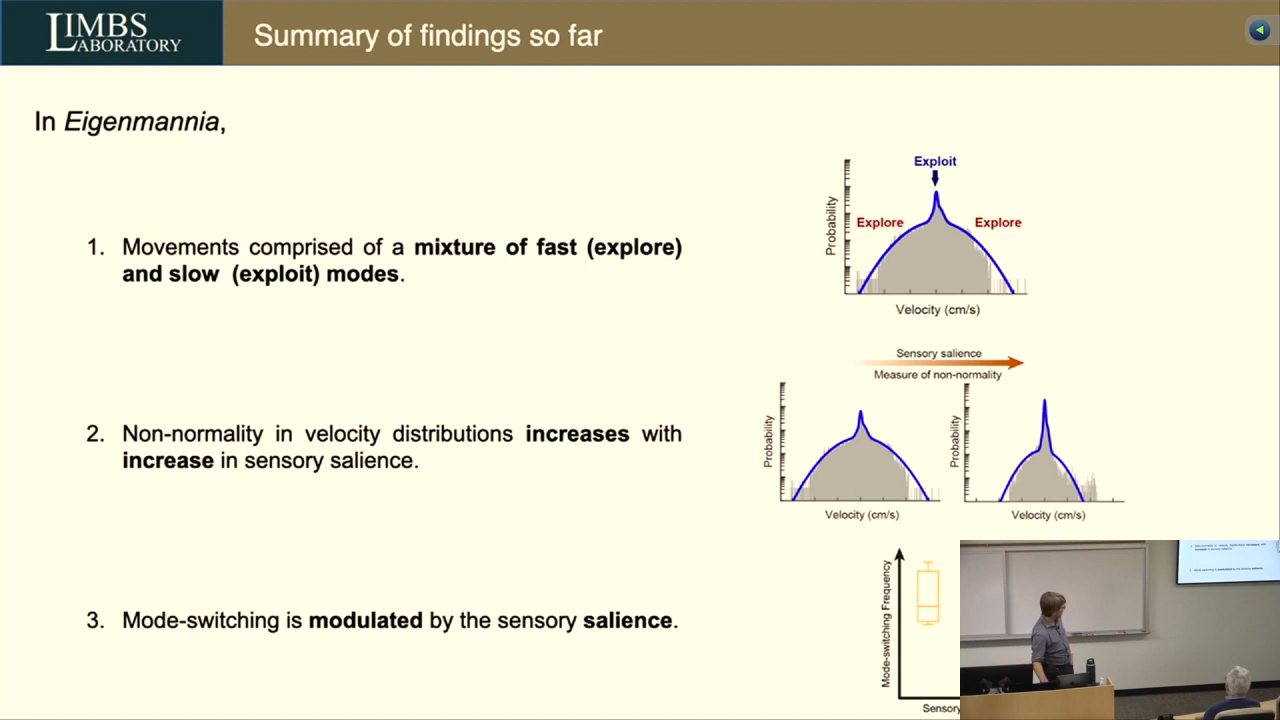 LIMBS
LABORATORY
Summary of findings so far
In Eigenmannia,
1. Movements comprised of a mixture of fast (explore)
and slow (exploit) modes.
Exploit
Explore
Explore
Probability
Velocity (cm/s)
2. Non-normality in velocity distributions increases with
increase in sensory salience.
Sensory salience
Measure of non-normality
Probability
Velocity (cm/s)
Probability
Velocity (cm/s)
3. Mode-switching is modulated by the sensory salience.
Mode-switching Frequency
Sensory